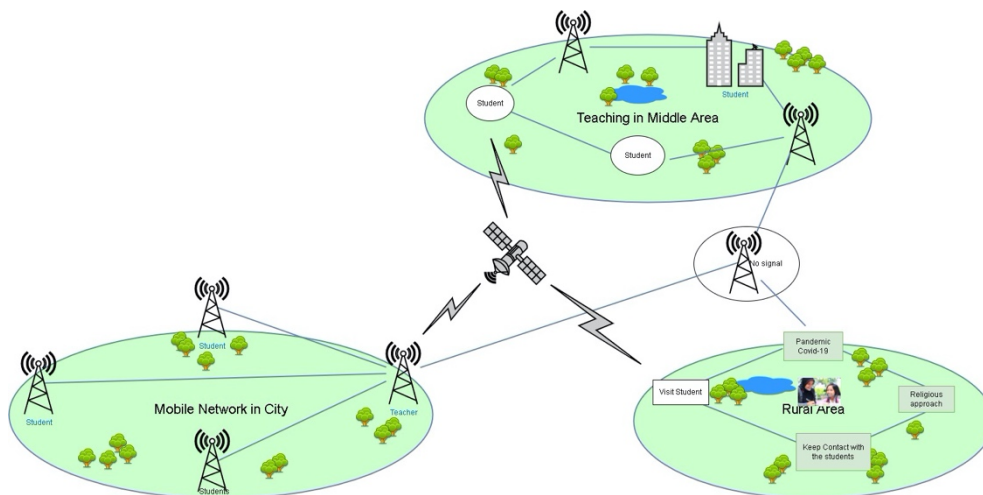 Student
Student
Teaching in Middle Area
Student
No signal
Student
Student
Mobile Network in City
Teacher
Students
Pandemic
Covid-19
Visit Student
Rural Area
Religious
approach
Keep Contact with
the students